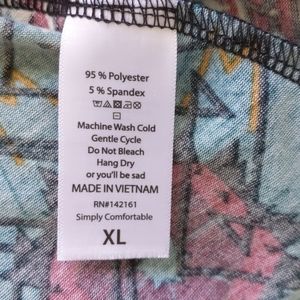 95 % Polyester
5 % Spandex
Machine Wash Cold
Gentle Cycle
Do Not Bleach
Hang Dry
or you'll be sad
MADE IN VIETNAM
RN#142161
Simply Comfortable
XL